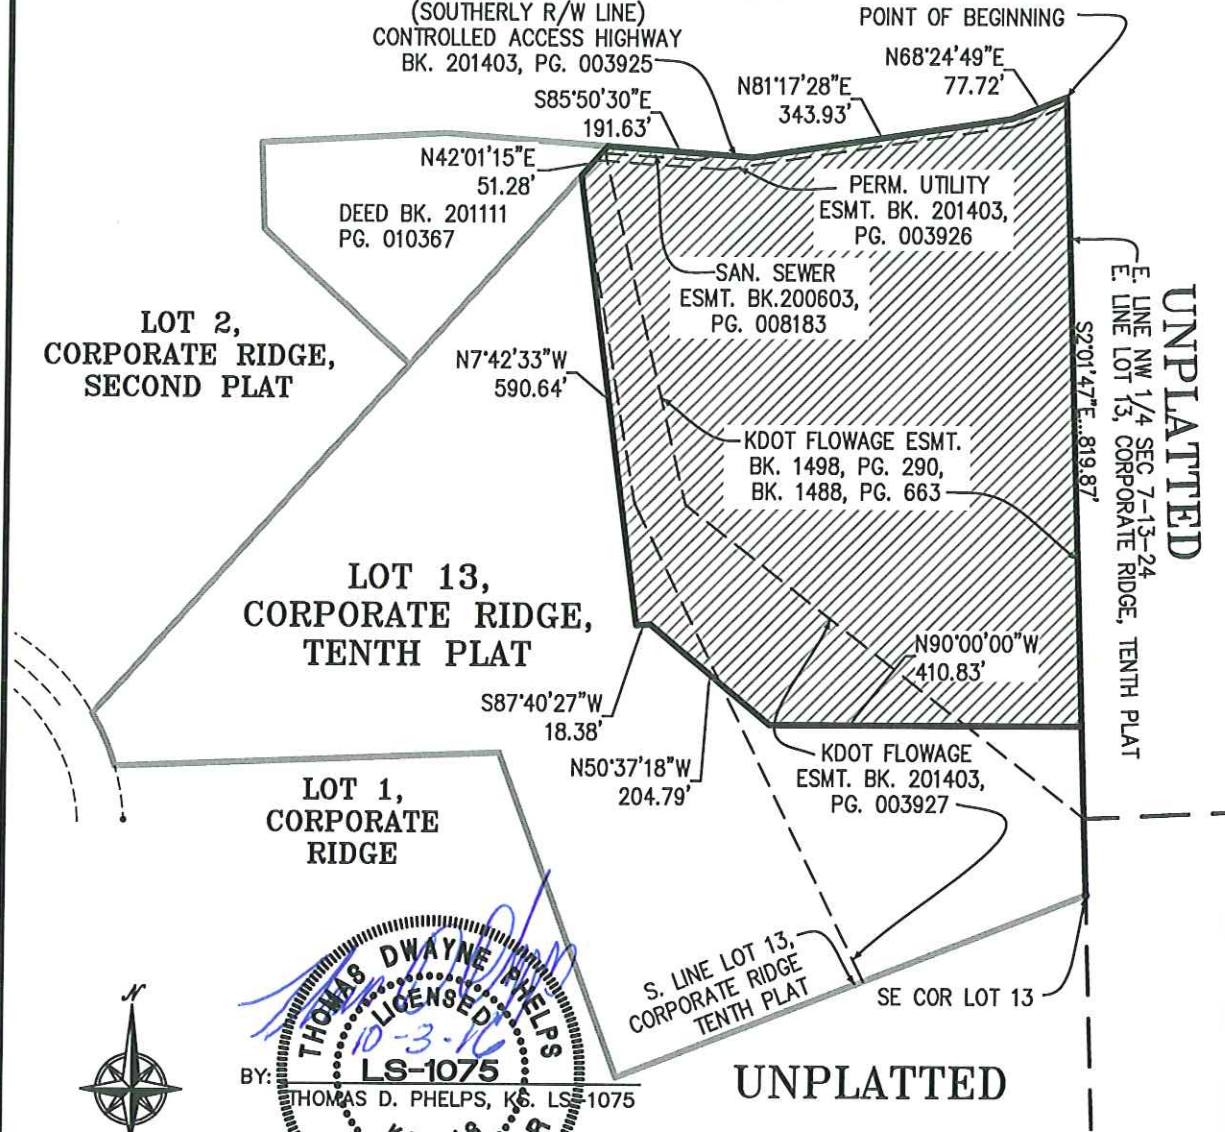 (SOUTHERLY R/W LINE)
CONTROLLED ACCESS HIGHWAY
BK. 201403, PG. 003925
POINT OF BEGINNING
N68°24'49"E
77.72'
N81°17'28"E
343.93'
S85°50'30"E
191.63'
N42°01'15"E
51.28'
DEED BK. 201111
PG. 010367
PERM. UTILITY
ESMT. BK. 201403,
PG. 003926
SAN. SEWER
ESMT. BK.200603,
PG. 008183
E. LINE NW 1/4 SEC 7-13-24
E. LINE LOT 13, CORPORATE RIDGE, TENTH PLAT
UNPLATTED
S2°01'47"E...819.87'
LOT 2,
CORPORATE RIDGE,
SECOND PLAT
N7°42'33"W
590.64'
KDOT FLOWAGE ESMT.
BK. 1498, PG. 290,
BK. 1488, PG. 663
LOT 13,
CORPORATE RIDGE,
TENTH PLAT
N90°00'00"W
410.83'
S87°40'27"W
18.38'
N50°37'18"W
204.79'
KDOT FLOWAGE
ESMT. BK. 201403,
PG. 003927
LOT 1,
CORPORATE
RIDGE
S. LINE LOT 13,
CORPORATE RIDGE
TENTH PLAT
SE COR LOT 13
N
THOMAS DWAYNE PHELPS
LICENSED
10-3-16
LS-1075
BY:
THOMAS D. PHELPS, KS. LS-1075
UNPLATTED